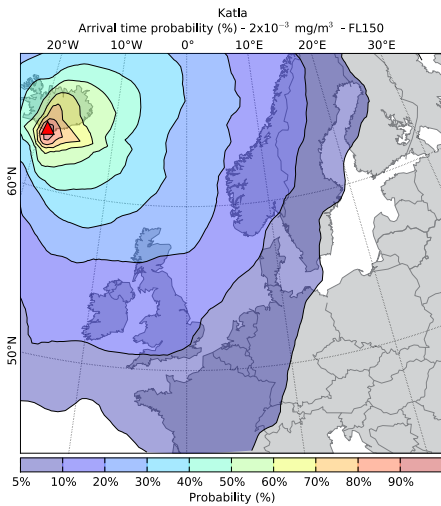 Katla
Arrival time probability (%) - 2x10⁻³ mg/m³ - FL150
20°W 10°W 0° 10°E 20°E 30°E
60°N
50°N
5% 10% 20% 30% 40% 50% 60% 70% 80% 90%
Probability (%)